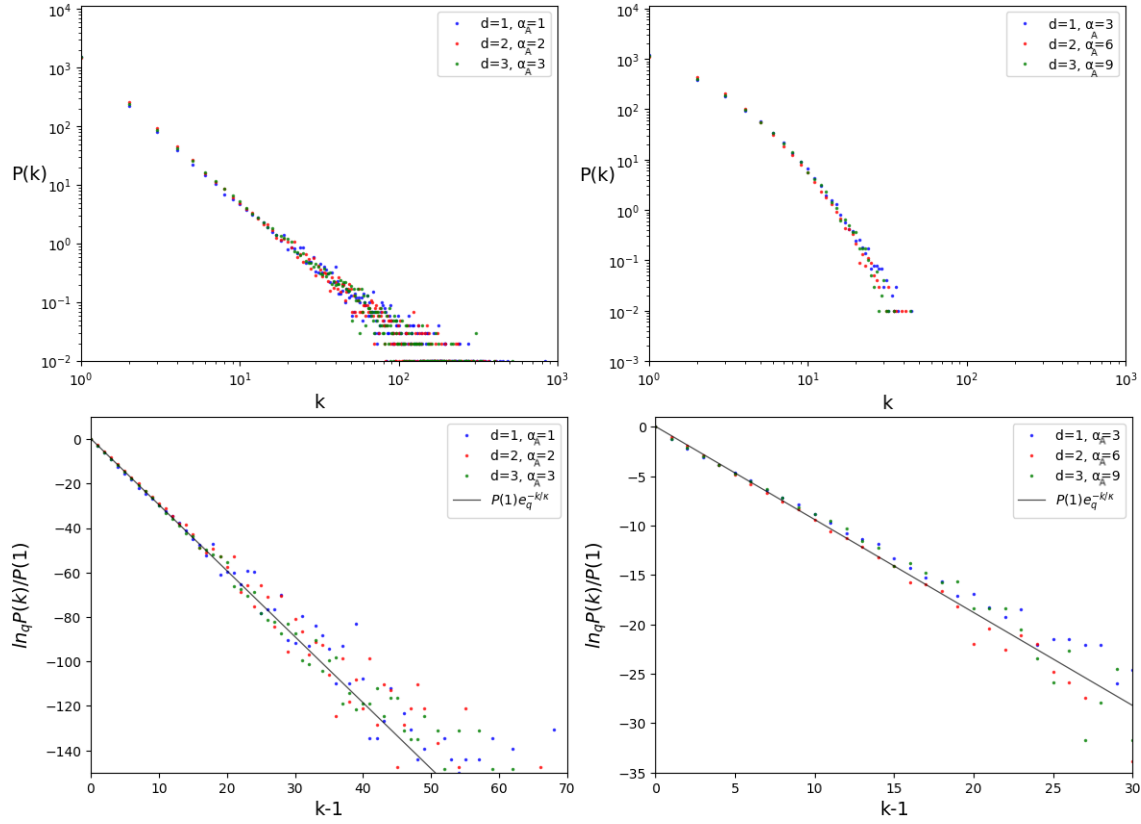 10^4
10^3
10^2
10^1
10^0
10^-1
10^-2
P(k)
10^0
10^1
10^2
10^3
k
d=1, α_A=1
d=2, α_A=2
d=3, α_A=3
10^4
10^3
10^2
10^1
10^0
10^-1
10^-2
10^-3
P(k)
10^0
10^1
10^2
10^3
k
d=1, α_A=3
d=2, α_A=6
d=3, α_A=9
0
−20
−40
−60
−80
−100
−120
−140
ln_qP(k)/P(1)
0 10 20 30 40 50 60 70
k-1
d=1, α_A=1
d=2, α_A=2
d=3, α_A=3
P(1)e_q^{−k/κ}
0
−5
−10
−15
−20
−25
−30
−35
ln_qP(k)/P(1)
0 5 10 15 20 25 30
k-1
d=1, α_A=3
d=2, α_A=6
d=3, α_A=9
P(1)e_q^{−k/κ}